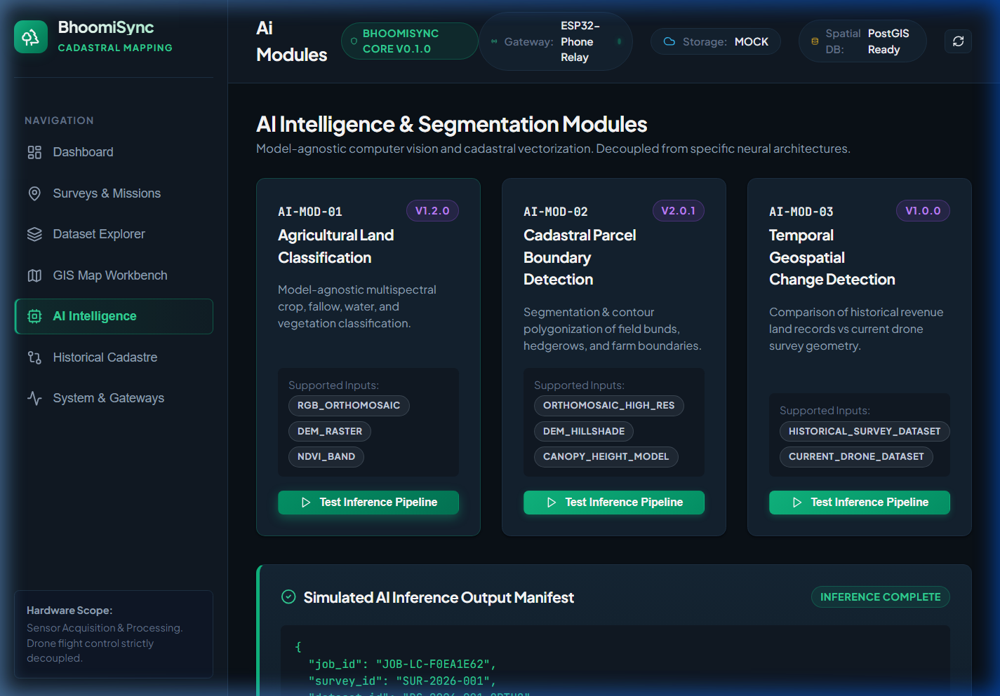 BhoomiSync
CADASTRAL MAPPING
NAVIGATION
Dashboard
Surveys & Missions
Dataset Explorer
GIS Map Workbench
AI Intelligence
Historical Cadastre
System & Gateways
Hardware Scope:
Sensor Acquisition & Processing.
Drone flight control strictly
decoupled.
Ai
Modules
BHOOMISYNC
CORE V0.1.0
Gateway:
ESP32-
Phone
Relay
Storage: MOCK
Spatial
DB:
PostGIS
Ready
AI Intelligence & Segmentation Modules
Model-agnostic computer vision and cadastral vectorization. Decoupled from specific neural architectures.
AI-MOD-01
V1.2.0
Agricultural Land
Classification
Model-agnostic multispectral
crop, fallow, water, and
vegetation classification.
Supported Inputs:
RGB_ORTHOMOSAIC
DEM_RASTER
NDVI_BAND
Test Inference Pipeline
AI-MOD-02
V2.0.1
Cadastral Parcel
Boundary
Detection
Segmentation & contour
polygonization of field bunds,
hedgerows, and farm boundaries.
Supported Inputs:
ORTHOMOSAIC_HIGH_RES
DEM_HILLSHADE
CANOPY_HEIGHT_MODEL
Test Inference Pipeline
AI-MOD-03
V1.0.0
Temporal
Geospatial
Change Detection
Comparison of historical revenue
land records vs current drone
survey geometry.
Supported Inputs:
HISTORICAL_SURVEY_DATASET
CURRENT_DRONE_DATASET
Test Inference Pipeline
Simulated AI Inference Output Manifest
INFERENCE COMPLETE
{
"job_id": "JOB-LC-F0EA1E62",
"survey_id": "SUR-2026-001",